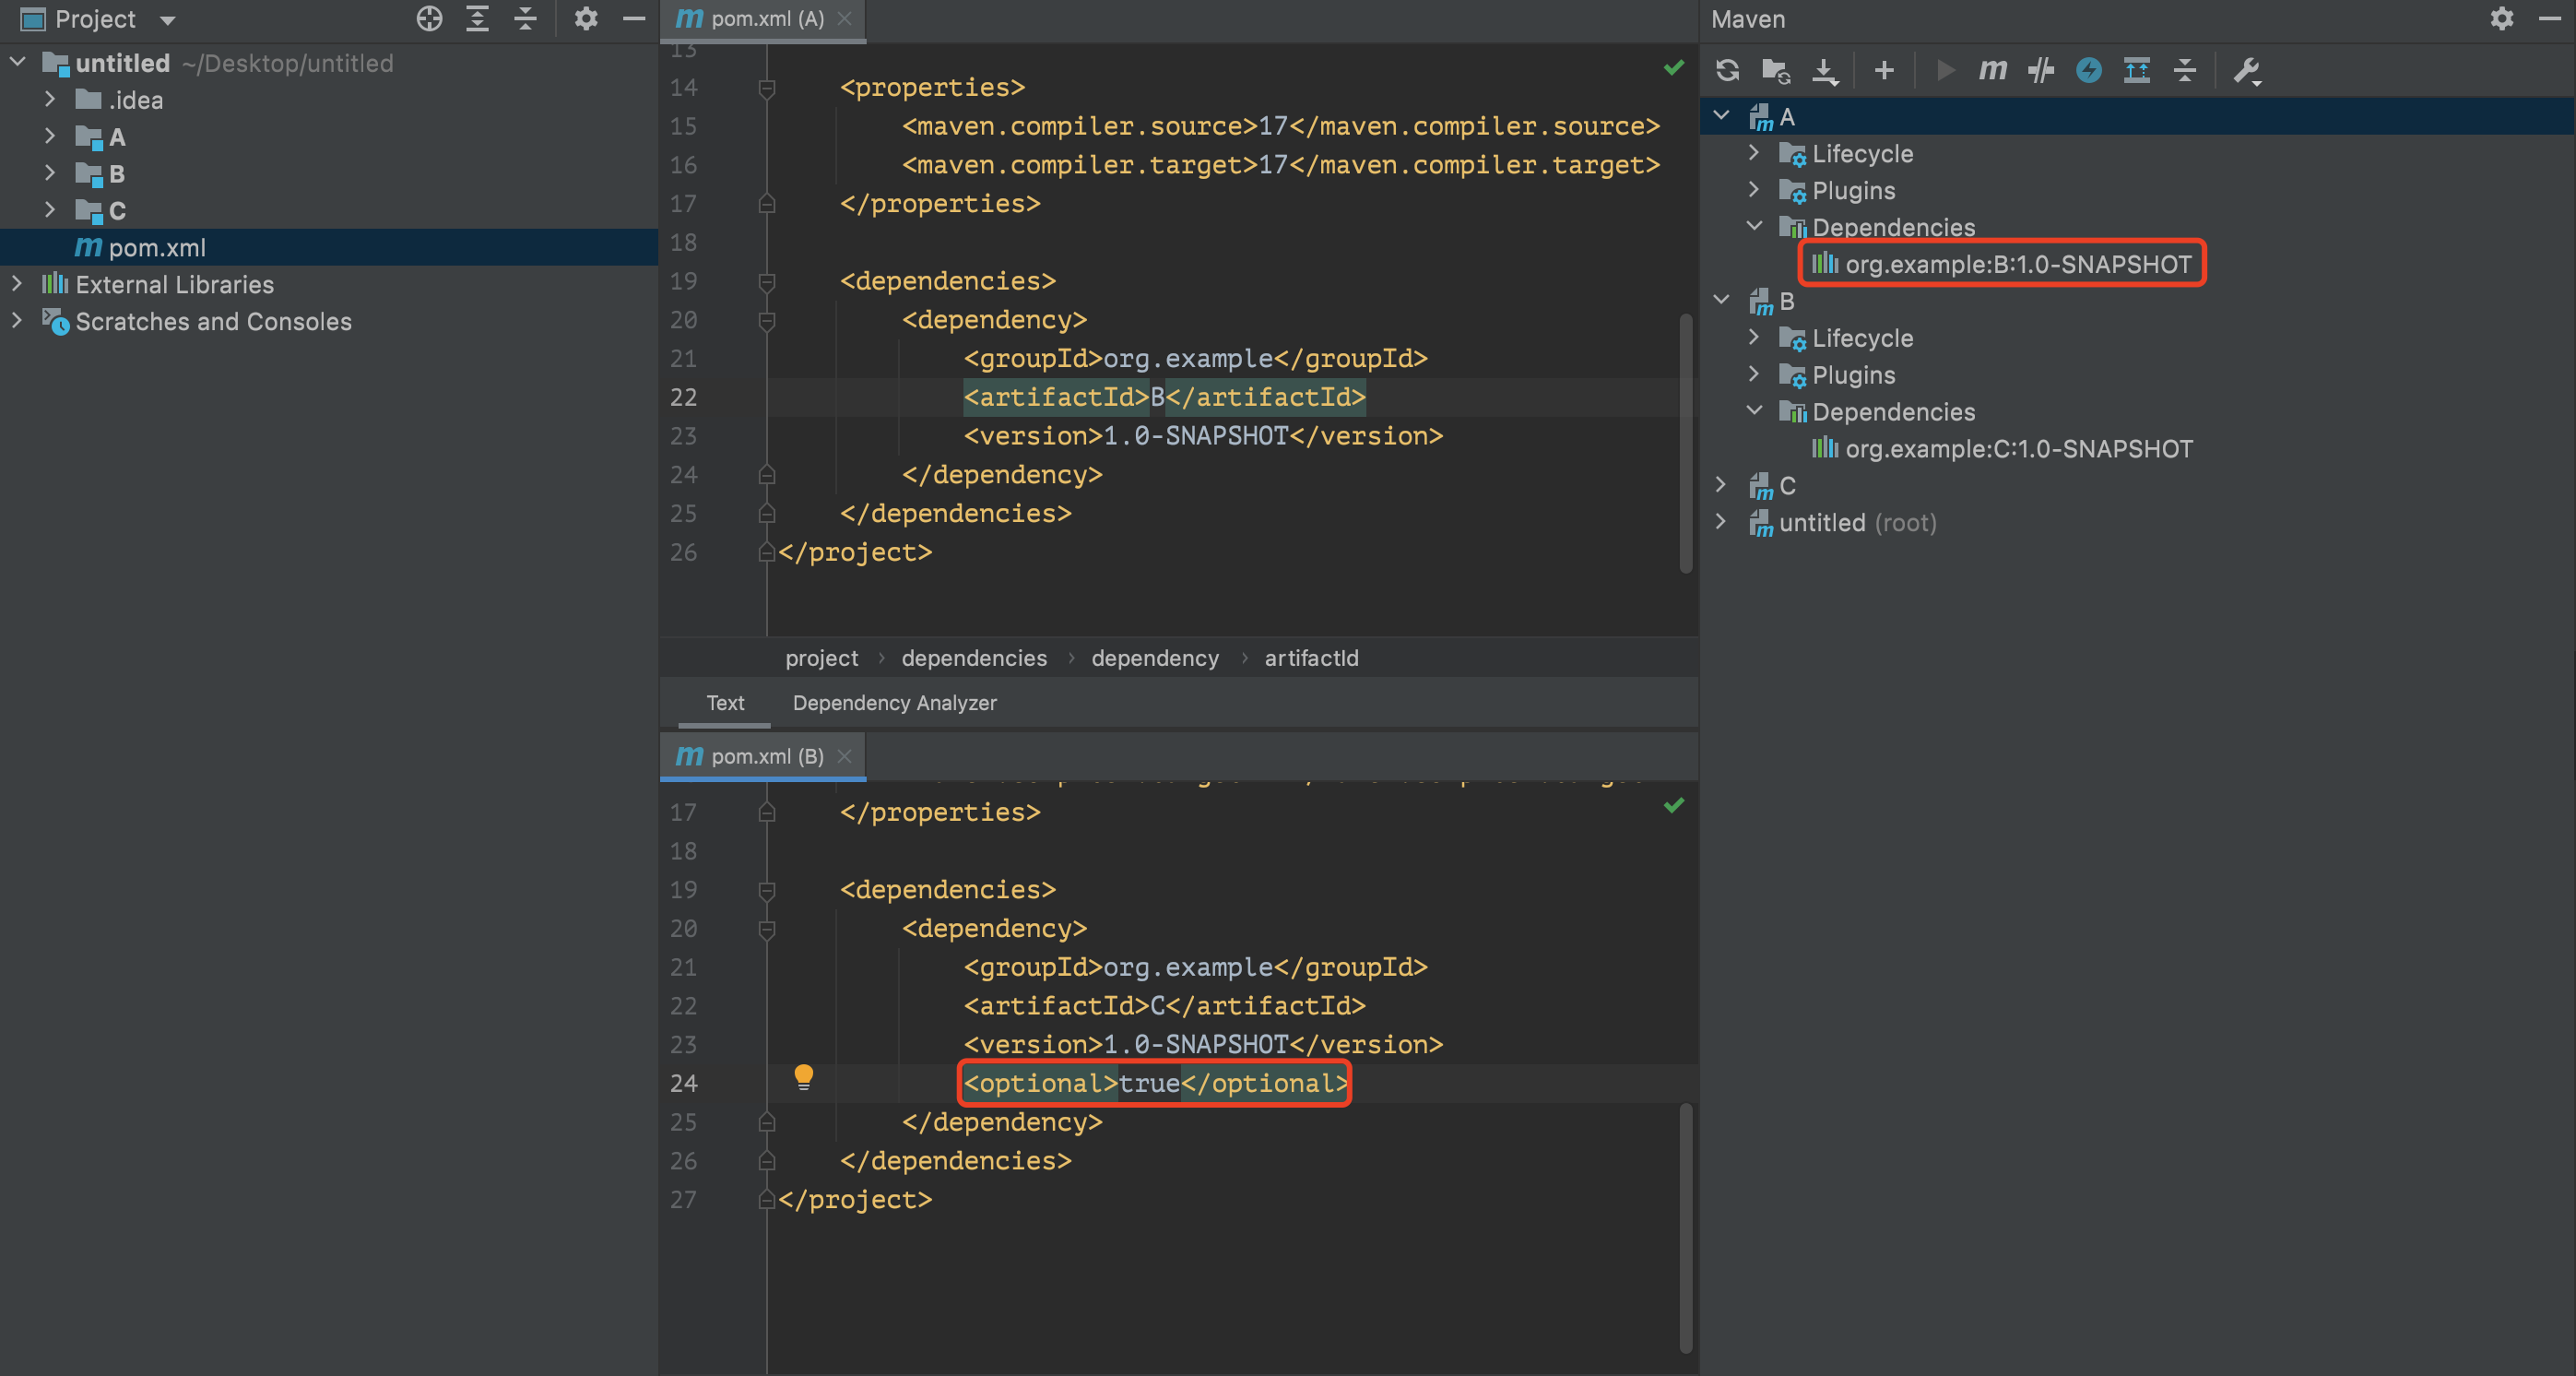 Project
untitled ~/Desktop/untitled
.idea
A
B
C
pom.xml
External Libraries
Scratches and Consoles
pom.xml (A)
13
14 <properties>
15 <maven.compiler.source>17</maven.compiler.source>
16 <maven.compiler.target>17</maven.compiler.target>
17 </properties>
18
19 <dependencies>
20 <dependency>
21 <groupId>org.example</groupId>
22 <artifactId>B</artifactId>
23 <version>1.0-SNAPSHOT</version>
24 </dependency>
25 </dependencies>
26 </project>
project › dependencies › dependency › artifactId
Text Dependency Analyzer
pom.xml (B)
17 </properties>
18
19 <dependencies>
20 <dependency>
21 <groupId>org.example</groupId>
22 <artifactId>C</artifactId>
23 <version>1.0-SNAPSHOT</version>
24 <optional>true</optional>
25 </dependency>
26 </dependencies>
27 </project>
Maven
A
Lifecycle
Plugins
Dependencies
org.example:B:1.0-SNAPSHOT
B
Lifecycle
Plugins
Dependencies
org.example:C:1.0-SNAPSHOT
C
untitled (root)